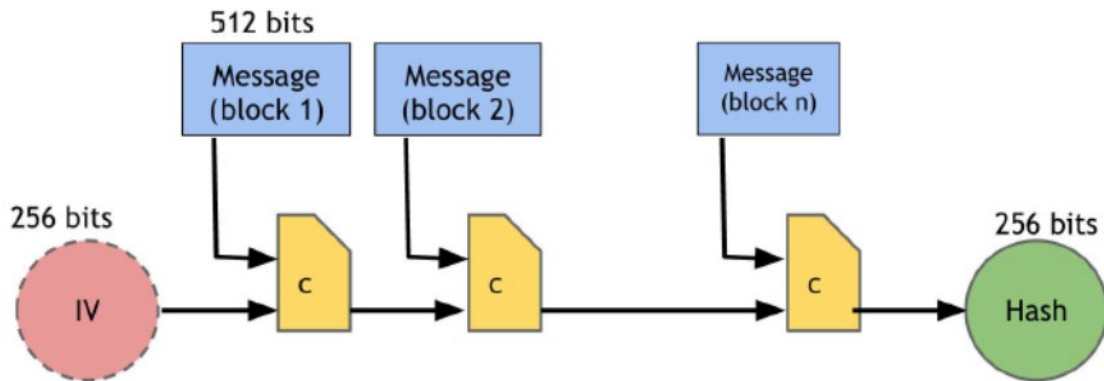 512 bits
Message
(block 1)
Message
(block 2)
Message
(block n)
256 bits
IV
C
C
C
256 bits
Hash